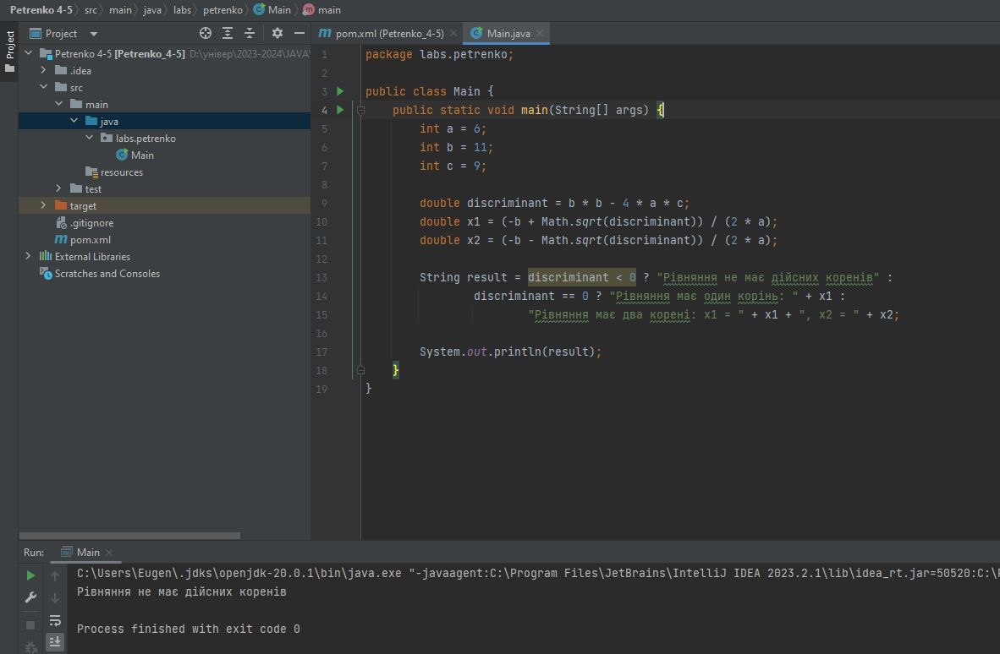 Petrenko 4-5 src main java labs petrenko Main main
Project
Project
pom.xml (Petrenko_4-5)
Main.java
Petrenko 4-5 [Petrenko_4-5] D:\універ\2023-2024\JAVA\
.idea
src
main
java
labs.petrenko
Main
resources
test
target
.gitignore
pom.xml
External Libraries
Scratches and Consoles
1 package labs.petrenko;
2
3 public class Main {
4 public static void main(String[] args) {
5 int a = 6;
6 int b = 11;
7 int c = 9;
8
9 double discriminant = b * b - 4 * a * c;
10 double x1 = (-b + Math.sqrt(discriminant)) / (2 * a);
11 double x2 = (-b - Math.sqrt(discriminant)) / (2 * a);
12
13 String result = discriminant < 0 ? "Рівняння не має дійсних коренів" :
14 discriminant == 0 ? "Рівняння має один корінь: " + x1 :
15 "Рівняння має два корені: x1 = " + x1 + ", x2 = " + x2;
16
17 System.out.println(result);
18 }
19 }
Run: Main
C:\Users\Eugen\.jdks\openjdk-20.0.1\bin\java.exe "-javaagent:C:\Program Files\JetBrains\IntelliJ IDEA 2023.2.1\lib\idea_rt.jar=50520:C:\
Рівняння не має дійсних коренів
Process finished with exit code 0